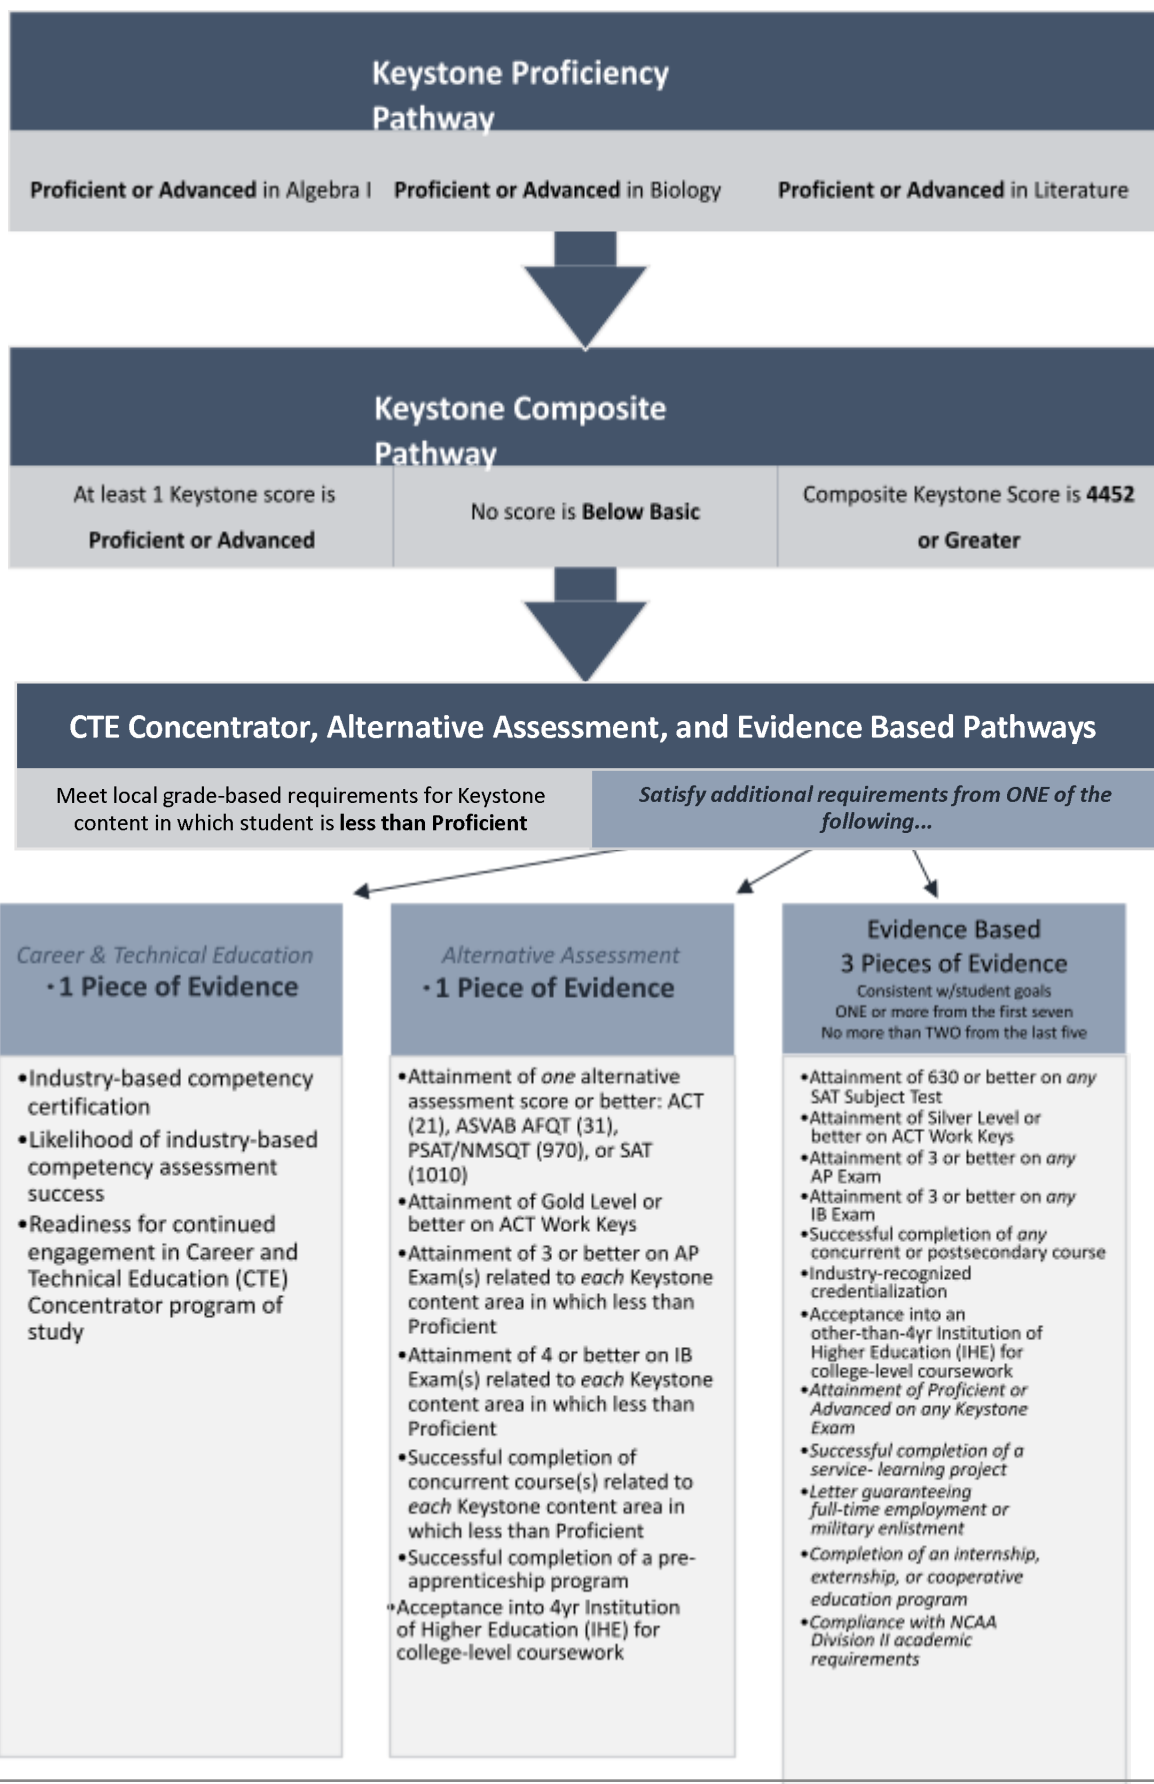 Keystone Proficiency
Pathway
Proficient or Advanced in Algebra I
Proficient or Advanced in Biology
Proficient or Advanced in Literature
Keystone Composite
Pathway
At least 1 Keystone score is
Proficient or Advanced
No score is Below Basic
Composite Keystone Score is 4452
or Greater
CTE Concentrator, Alternative Assessment, and Evidence Based Pathways
Meet local grade-based requirements for Keystone
content in which student is less than Proficient
Satisfy additional requirements from ONE of the
following...
Career & Technical Education
·1 Piece of Evidence
•Industry-based competency
certification
•Likelihood of industry-based
competency assessment
success
•Readiness for continued
engagement in Career and
Technical Education (CTE)
Concentrator program of
study
Alternative Assessment
·1 Piece of Evidence
•Attainment of one alternative
assessment score or better: ACT
(21), ASVAB AFQT (31),
PSAT/NMSQT (970), or SAT
(1010)
•Attainment of Gold Level or
better on ACT Work Keys
•Attainment of 3 or better on AP
Exam(s) related to each Keystone
content area in which less than
Proficient
•Attainment of 4 or better on IB
Exam(s) related to each Keystone
content area in which less than
Proficient
•Successful completion of
concurrent course(s) related to
each Keystone content area in
which less than Proficient
•Successful completion of a pre-
apprenticeship program
•Acceptance into 4yr Institution
of Higher Education (IHE) for
college-level coursework
Evidence Based
3 Pieces of Evidence
Consistent w/student goals
ONE or more from the first seven
No more than TWO from the last five
•Attainment of 630 or better on any
SAT Subject Test
•Attainment of Silver Level or
better on ACT Work Keys
•Attainment of 3 or better on any
AP Exam
•Attainment of 3 or better on any
IB Exam
•Successful completion of any
concurrent or postsecondary course
•Industry-recognized
credentialization
•Acceptance into an
other-than-4yr Institution of
Higher Education (IHE) for
college-level coursework
•Attainment of Proficient or
Advanced on any Keystone
Exam
•Successful completion of a
service- learning project
•Letter guaranteeing
full-time employment or
military enlistment
•Completion of an internship,
externship, or cooperative
education program
•Compliance with NCAA
Division II academic
requirements